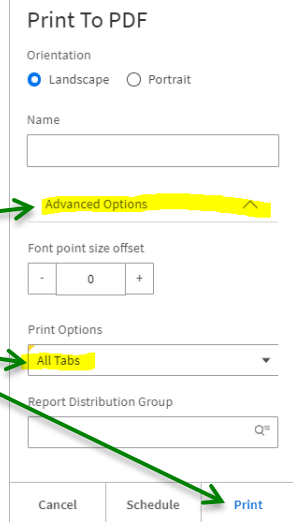 Print To PDF
Orientation
Landscape Portrait
Name
Advanced Options
Font point size offset
- 0 +
Print Options
All Tabs
Report Distribution Group
Cancel Schedule Print